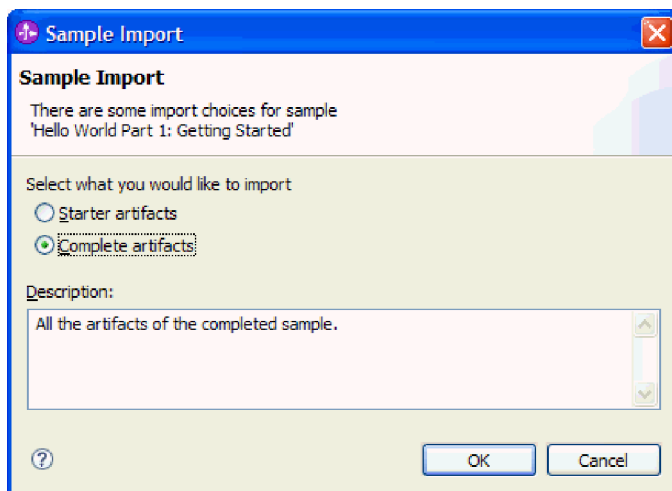 Sample Import
Sample Import
There are some import choices for sample
'Hello World Part 1: Getting Started'
Select what you would like to import
Starter artifacts
Complete artifacts
Description:
All the artifacts of the completed sample.
?
OK
Cancel